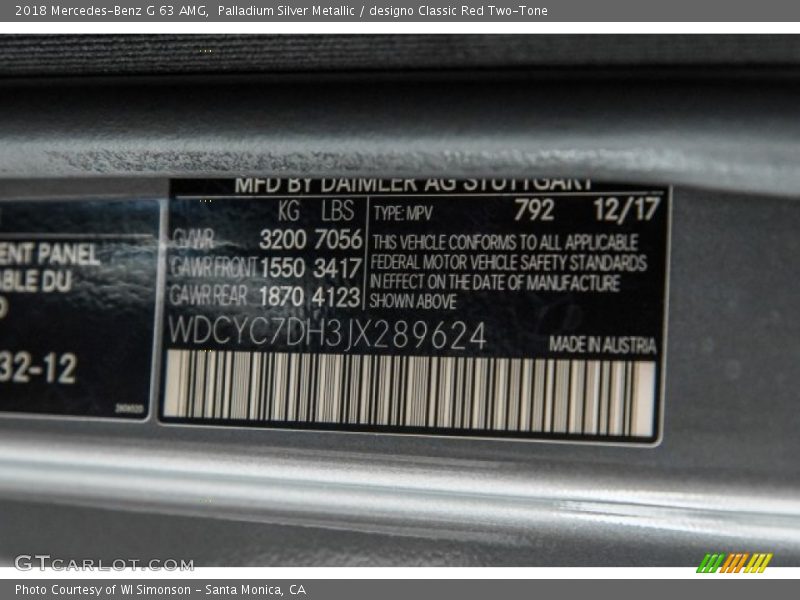 2018 Mercedes-Benz G 63 AMG,  Palladium Silver Metallic / designo Classic Red Two-Tone
MFD BY DAIMLER AG STUTTGART
KG LBS
GVWR 3200 7056
GAWR FRONT 1550 3417
GAWR REAR 1870 4123
TYPE: MPV 792 12/17
THIS VEHICLE CONFORMS TO ALL APPLICABLE
FEDERAL MOTOR VEHICLE SAFETY STANDARDS
IN EFFECT ON THE DATE OF MANUFACTURE
SHOWN ABOVE
WDCYC7DH3JX289624
MADE IN AUSTRIA
ENT PANEL
ABLE DU
32-12
GTcarlot.com
Photo Courtesy of WI Simonson - Santa Monica, CA